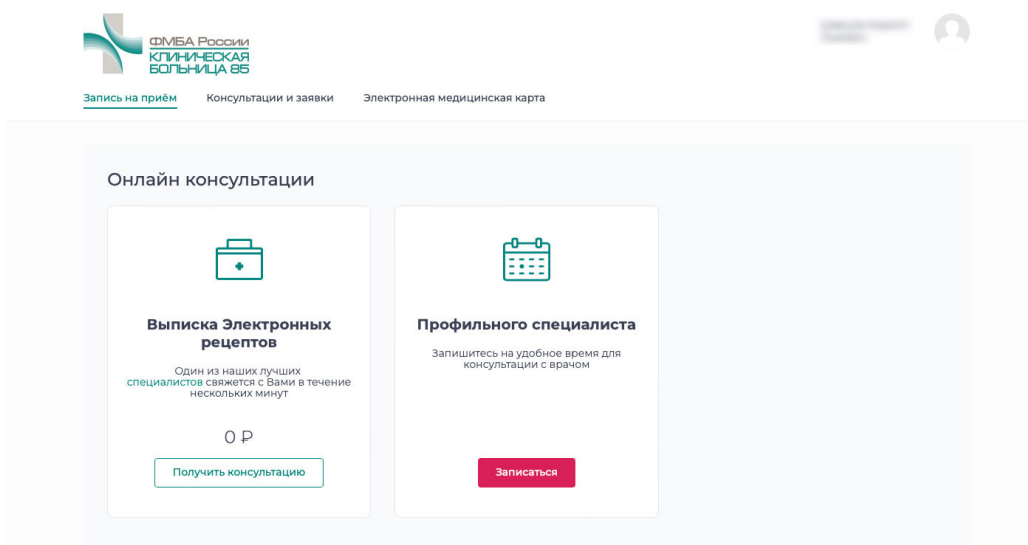 ФМБА России
КЛИНИЧЕСКАЯ
БОЛЬНИЦА 85
Запись на приём
Консультации и заявки
Электронная медицинская карта
Онлайн консультации
Выписка Электронных
рецептов
Один из наших лучших
специалистов свяжется с Вами в течение
нескольких минут
0 ₽
Получить консультацию
Профильного специалиста
Запишитесь на удобное время для
консультации с врачом
Записаться